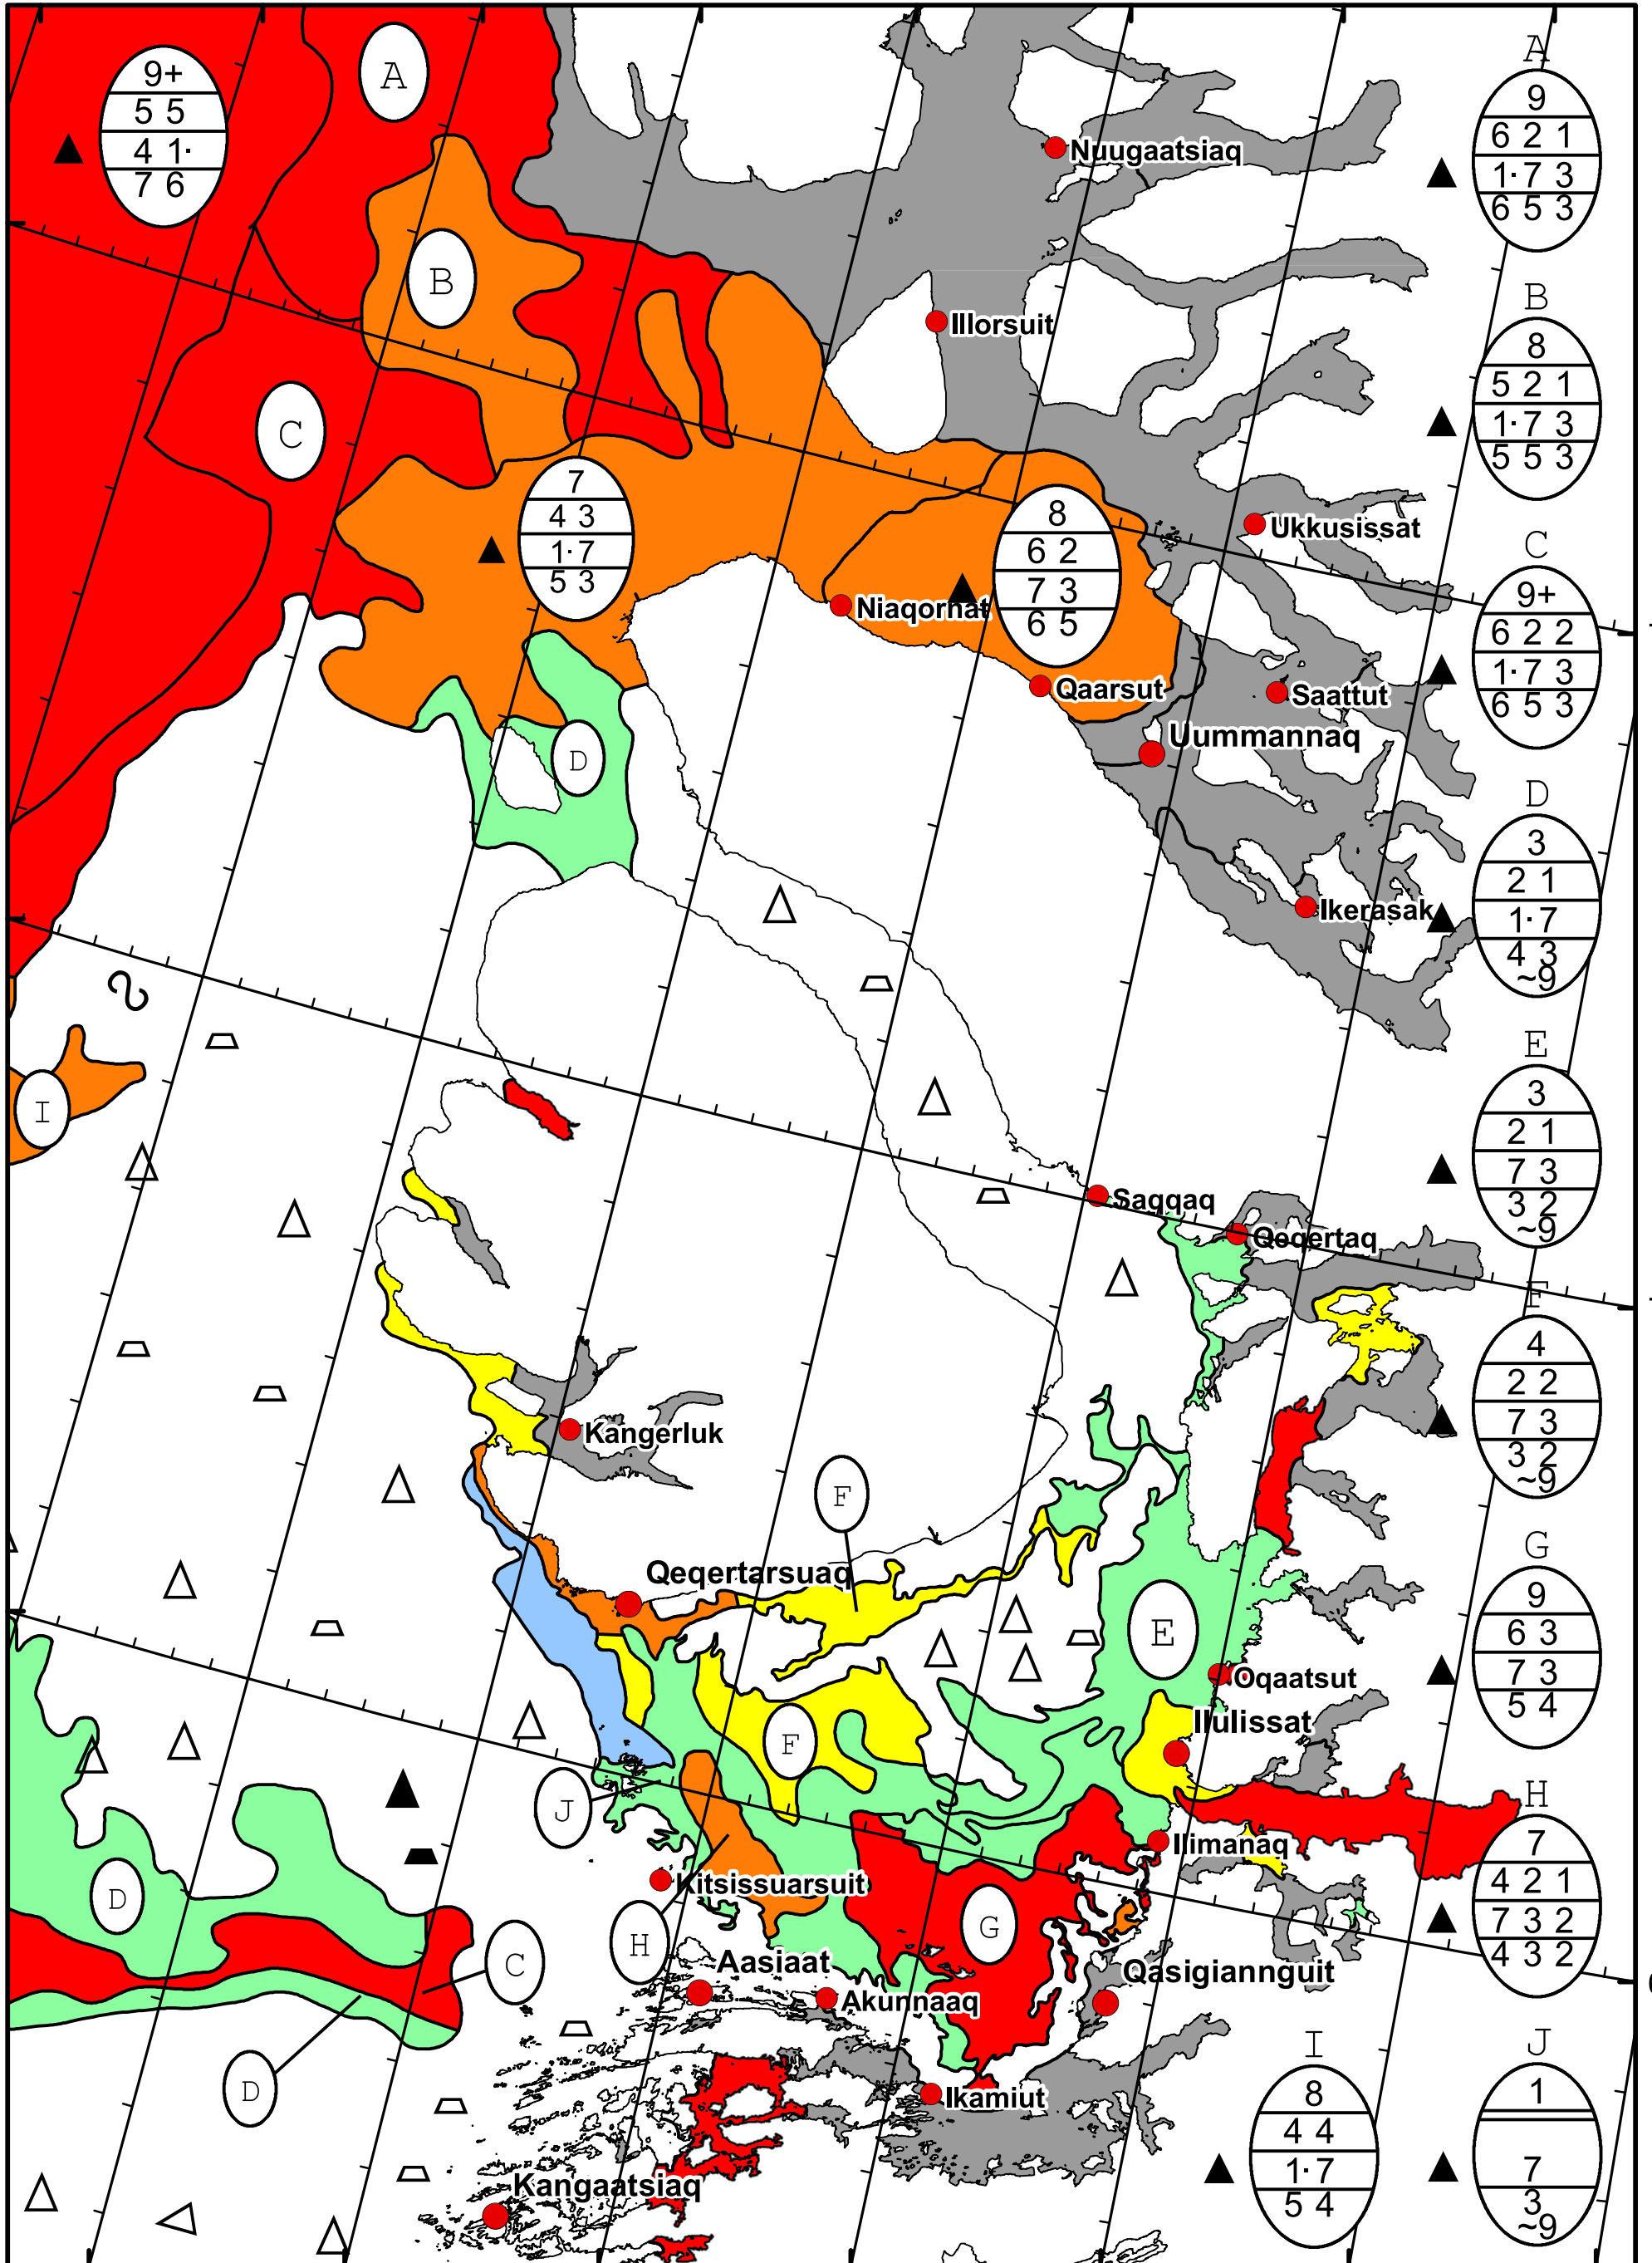 9+
5 5
4 1·
7 6
A
B
C
7
4 3
1·7
5 3
8
6 2
7 3
6 5
D
I
Nuugaatsiaq
Illorsuit
Ukkusissat
Niaqornat
Qaarsut
Saattut
Uummannaq
Ikerasak
Saqqaq
Qeqertaq
Kangerluk
F
Qeqertarsuaq
E
Oqaatsut
Ilulissat
F
J
Ilimanaq
Kitsissuarsuit
D
H
G
C
Aasiaat
Akunnaaq
Qasigiannguit
D
Ikamiut
Kangaatsiaq
A
9
6 2 1
1·7 3
6 5 3
B
8
5 2 1
1·7 3
5 5 3
C
9+
6 2 2
1·7 3
6 5 3
D
3
2 1
1·7
4 3
~9
E
3
2 1
7 3
3 2
~9
F
4
2 2
7 3
3 2
~9
G
9
6 3
7 3
5 4
H
7
4 2 1
7 3 2
4 3 2
I
8
4 4
1·7
5 4
J
1
7
3
~9